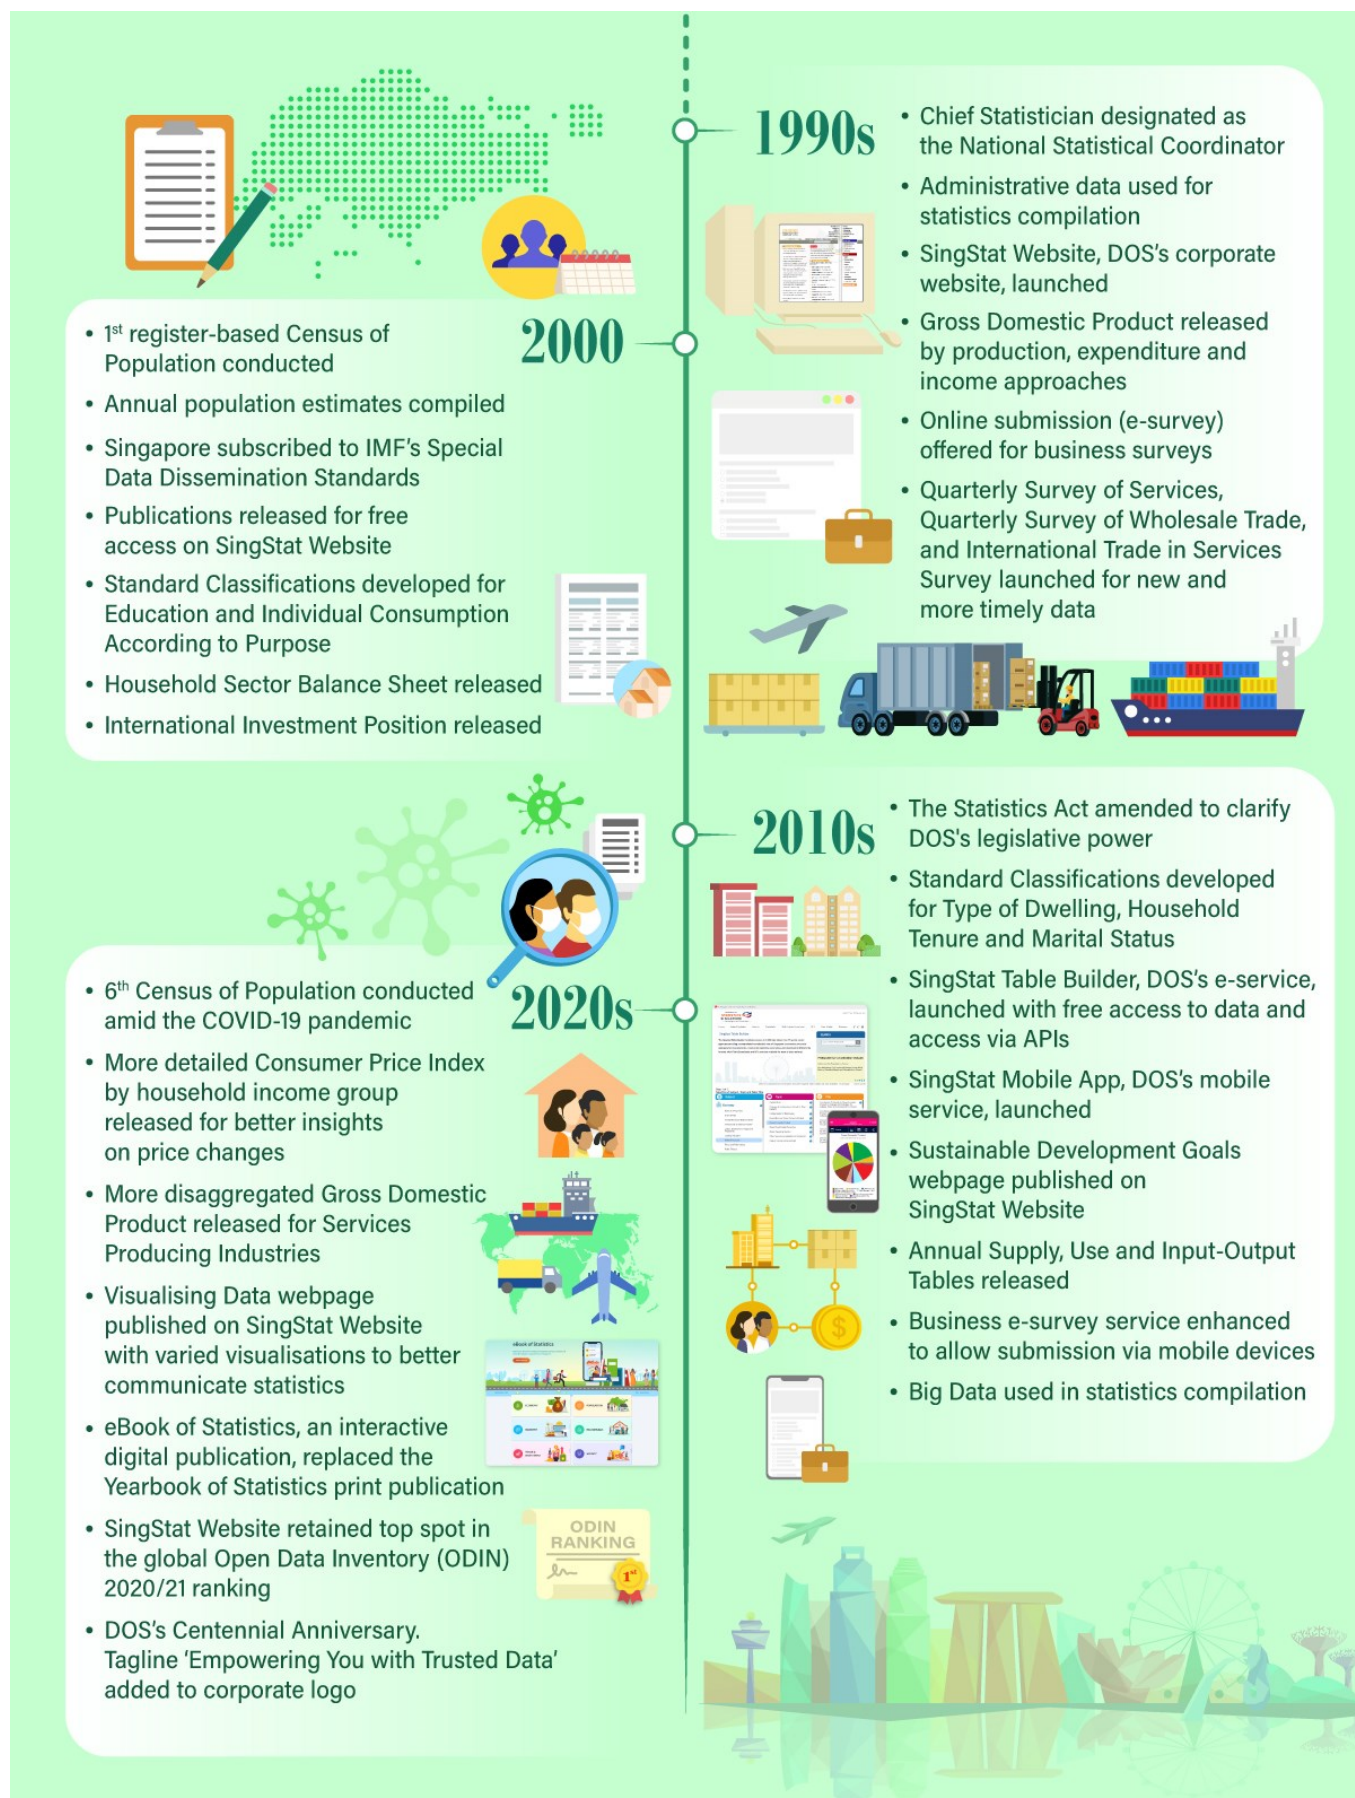 1990s
• Chief Statistician designated as
the National Statistical Coordinator
• Administrative data used for
statistics compilation
• SingStat Website, DOS's corporate
website, launched
• Gross Domestic Product released
by production, expenditure and
income approaches
• Online submission (e-survey)
offered for business surveys
• Quarterly Survey of Services,
Quarterly Survey of Wholesale Trade,
and International Trade in Services
Survey launched for new and
more timely data
2000
• 1st register-based Census of
Population conducted
• Annual population estimates compiled
• Singapore subscribed to IMF's Special
Data Dissemination Standards
• Publications released for free
access on SingStat Website
• Standard Classifications developed for
Education and Individual Consumption
According to Purpose
• Household Sector Balance Sheet released
• International Investment Position released
2010s
• The Statistics Act amended to clarify
DOS's legislative power
• Standard Classifications developed
for Type of Dwelling, Household
Tenure and Marital Status
• SingStat Table Builder, DOS's e-service,
launched with free access to data and
access via APIs
• SingStat Mobile App, DOS's mobile
service, launched
• Sustainable Development Goals
webpage published on
SingStat Website
• Annual Supply, Use and Input-Output
Tables released
• Business e-survey service enhanced
to allow submission via mobile devices
• Big Data used in statistics compilation
2020s
• 6th Census of Population conducted
amid the COVID-19 pandemic
• More detailed Consumer Price Index
by household income group
released for better insights
on price changes
• More disaggregated Gross Domestic
Product released for Services
Producing Industries
• Visualising Data webpage
published on SingStat Website
with varied visualisations to better
communicate statistics
eBook of Statistics
• eBook of Statistics, an interactive
digital publication, replaced the
Yearbook of Statistics print publication
• SingStat Website retained top spot in
the global Open Data Inventory (ODIN)
2020/21 ranking
ODIN
RANKING
1st
• DOS's Centennial Anniversary.
Tagline 'Empowering You with Trusted Data'
added to corporate logo